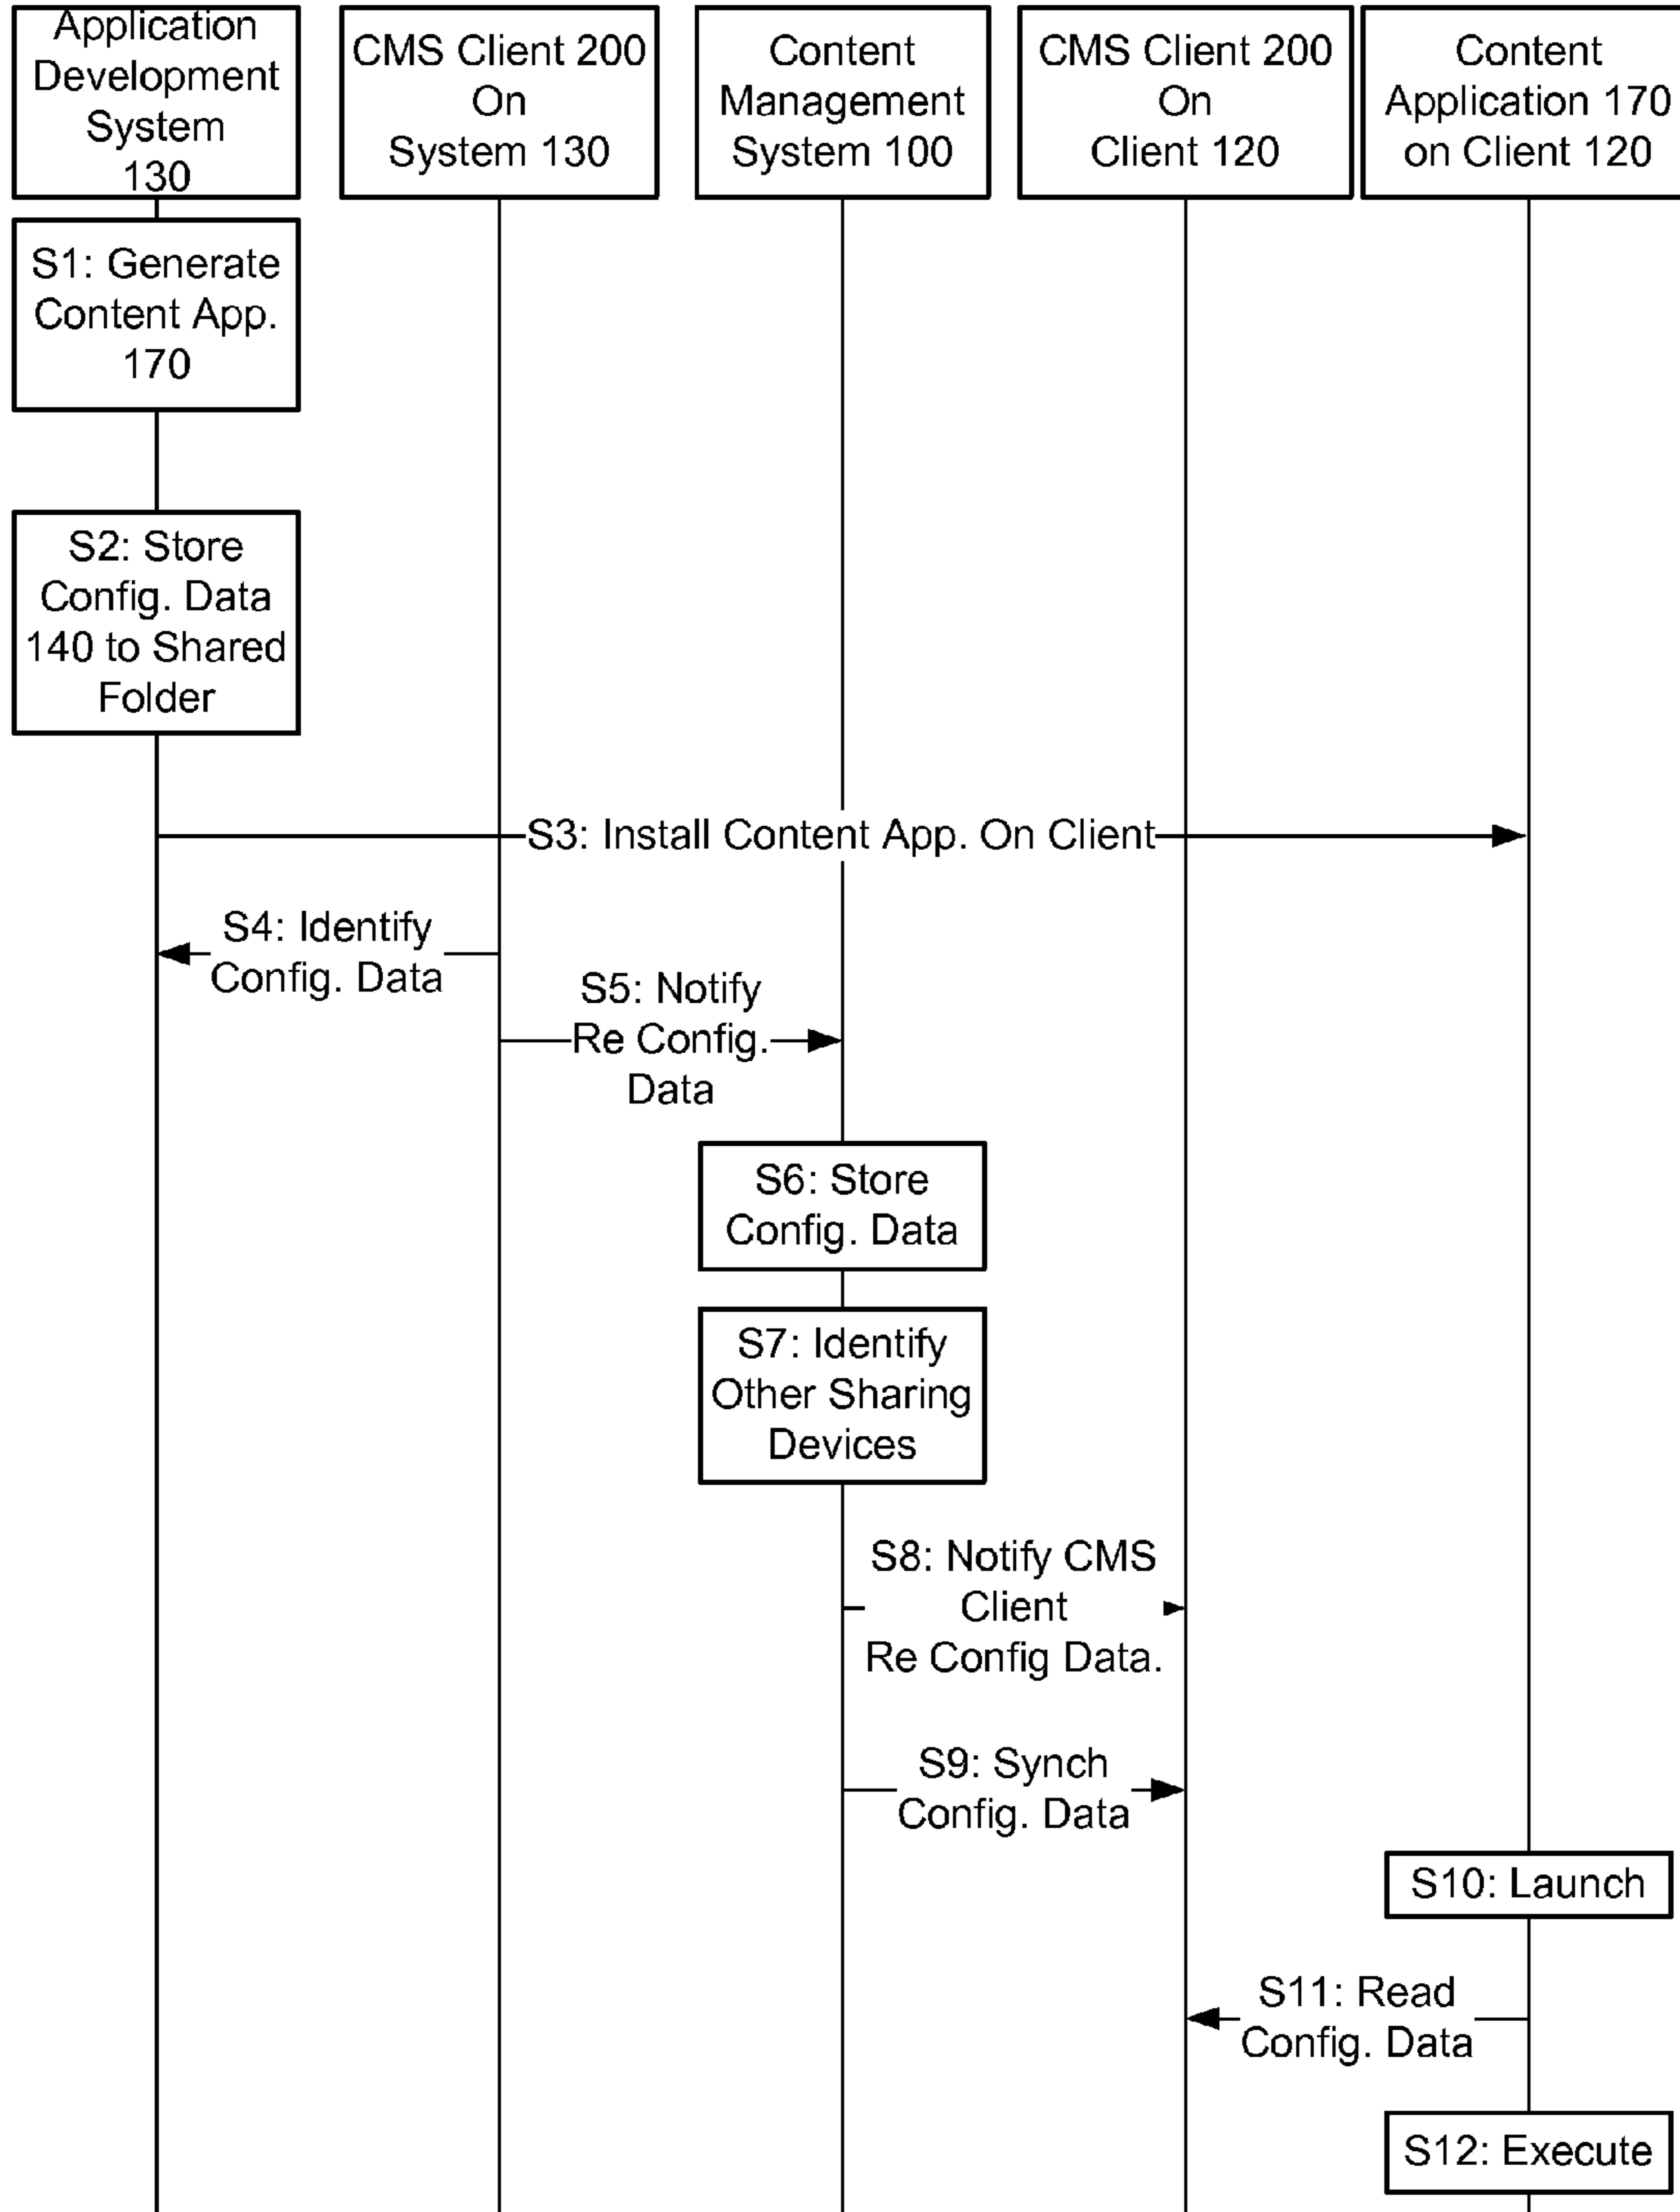 Application
Development
System
130
CMS Client 200
On
System 130
Content
Management
System 100
CMS Client 200
On
Client 120
Content
Application 170
on Client 120
S1: Generate
Content App.
170
S2: Store
Config. Data
140 to Shared
Folder
S3: Install Content App. On Client
S4: Identify
Config. Data
S5: Notify
Re Config.
Data
S6: Store
Config. Data
S7: Identify
Other Sharing
Devices
S8: Notify CMS
Client
Re Config Data.
S9: Synch
Config. Data
S10: Launch
S11: Read
Config. Data
S12: Execute